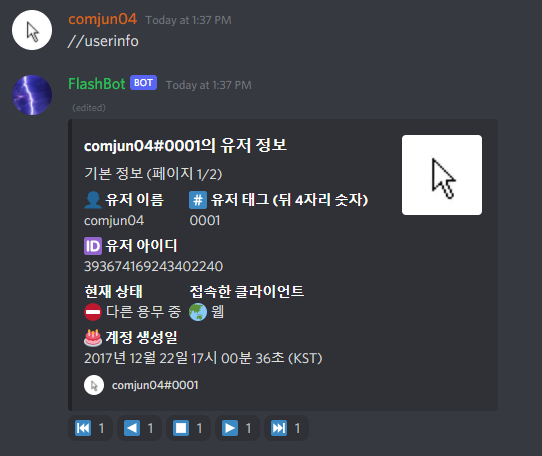 comjun04 Today at 1:37 PM
//userinfo
FlashBot BOT Today at 1:37 PM
(edited)
comjun04#0001의 유저 정보
기본 정보 (페이지 1/2)
유저 이름 # 유저 태그 (뒤 4자리 숫자)
comjun04 0001
ID 유저 아이디
393674169243402240
현재 상태 접속한 클라이언트
다른 용무 중 웹
계정 생성일
2017년 12월 22일 17시 00분 36초 (KST)
comjun04#0001
1 1 1 1 1